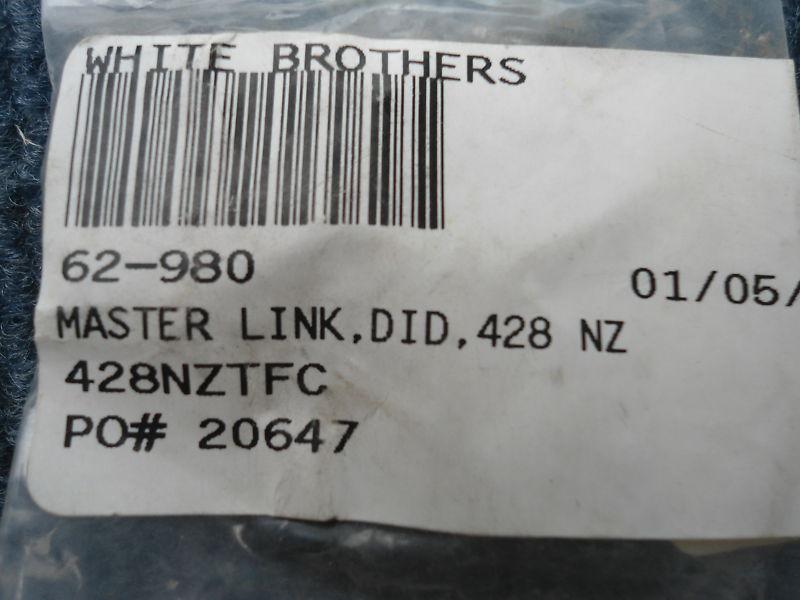 WHITE BROTHERS
62-980
01/05/
MASTER LINK,DID,428 NZ
428NZTFC
PO# 20647